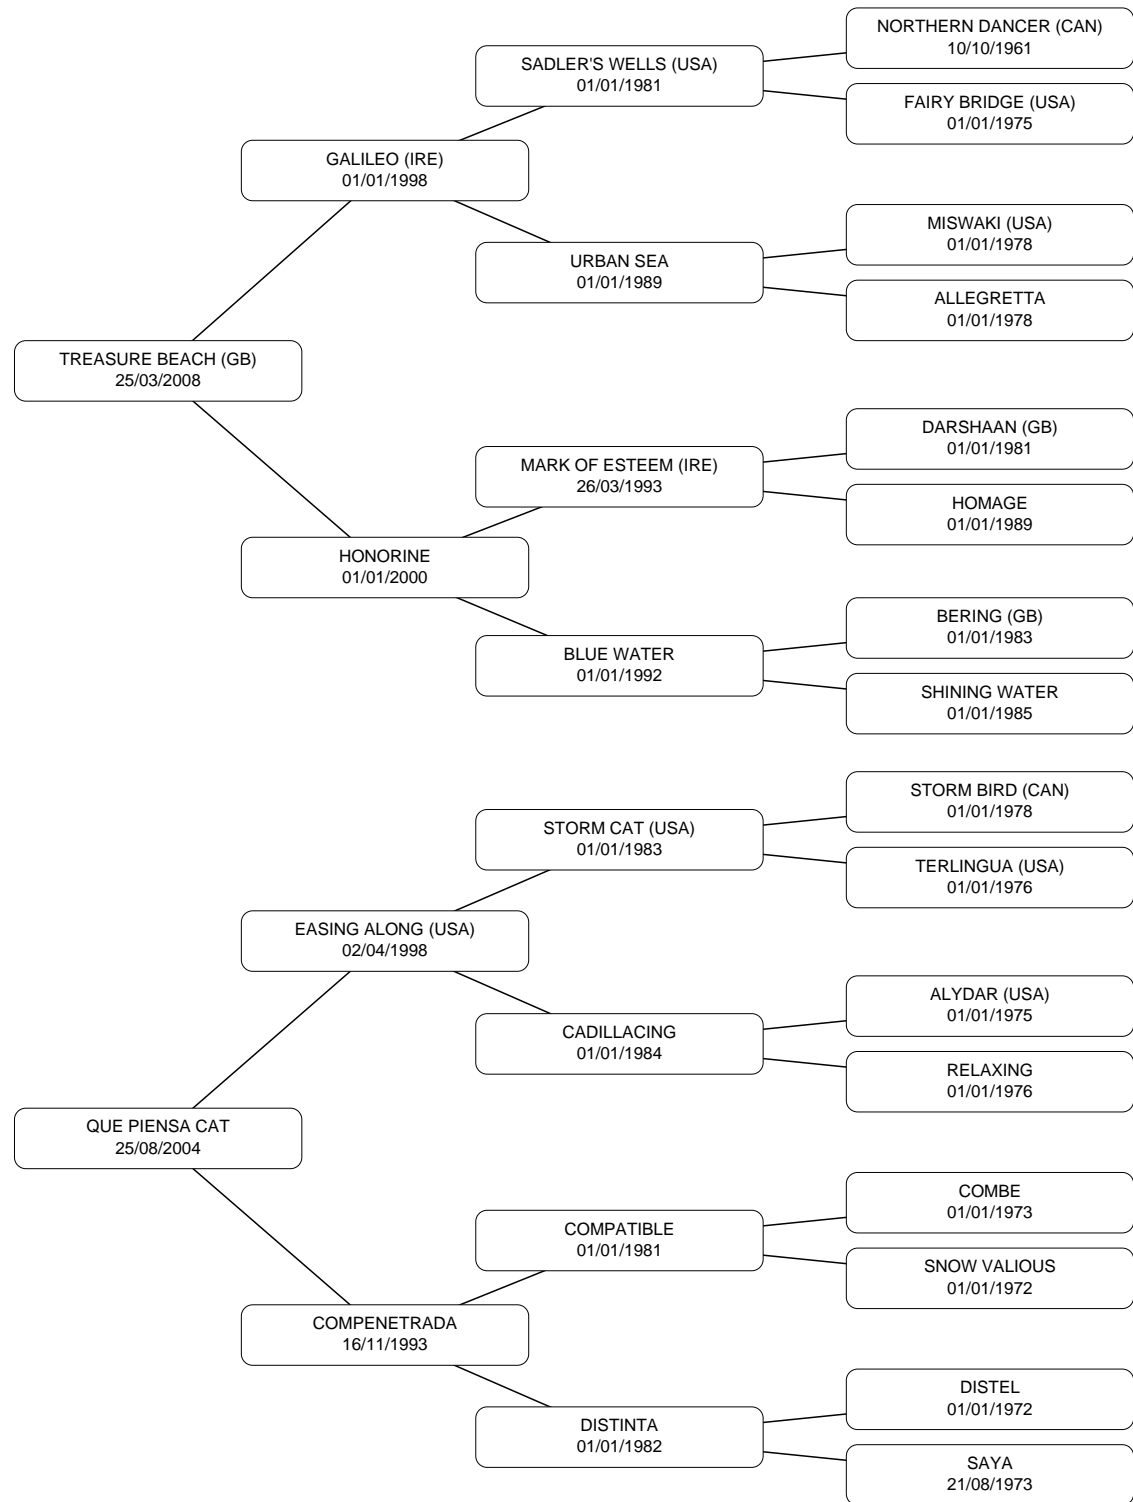 NORTHERN DANCER (CAN)
10/10/1961
SADLER'S WELLS (USA)
01/01/1981
FAIRY BRIDGE (USA)
01/01/1975
GALILEO (IRE)
01/01/1998
MISWAKI (USA)
01/01/1978
URBAN SEA
01/01/1989
ALLEGRETTA
01/01/1978
TREASURE BEACH (GB)
25/03/2008
DARSHAAN (GB)
01/01/1981
MARK OF ESTEEM (IRE)
26/03/1993
HOMAGE
01/01/1989
HONORINE
01/01/2000
BERING (GB)
01/01/1983
BLUE WATER
01/01/1992
SHINING WATER
01/01/1985
STORM BIRD (CAN)
01/01/1978
STORM CAT (USA)
01/01/1983
TERLINGUA (USA)
01/01/1976
EASING ALONG (USA)
02/04/1998
ALYDAR (USA)
01/01/1975
CADILLACING
01/01/1984
RELAXING
01/01/1976
QUE PIENSA CAT
25/08/2004
COMBE
01/01/1973
COMPATIBLE
01/01/1981
SNOW VALIOUS
01/01/1972
COMPENETRADA
16/11/1993
DISTEL
01/01/1972
DISTINTA
01/01/1982
SAYA
21/08/1973